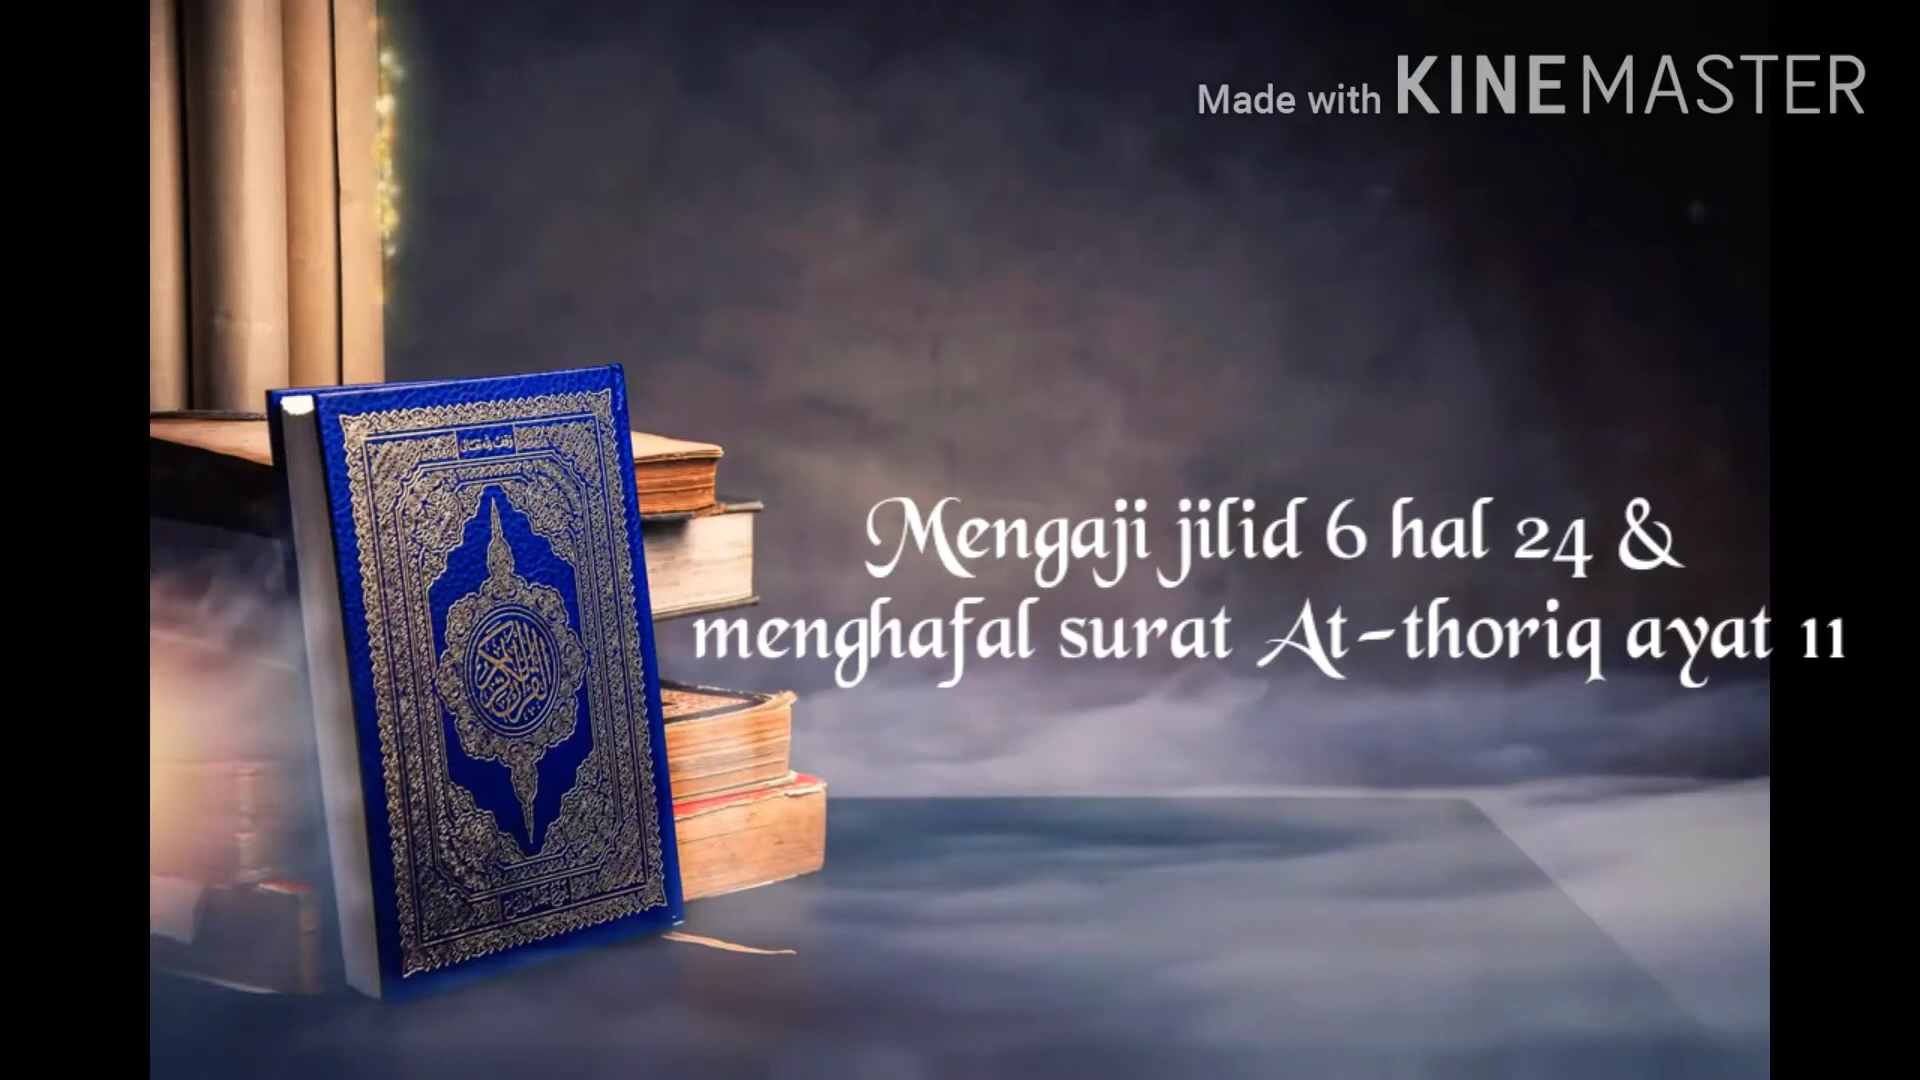 Made with KINEMASTER
Mengaji jilid 6 hal 24 &
menghafal surat At-thoriq ayat 11